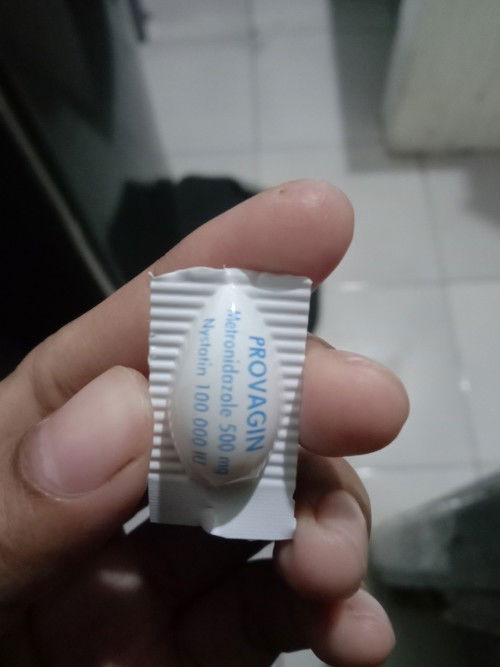 PROVAGIN
Metronidazole 500 mg
Nystatin 100 000 IU